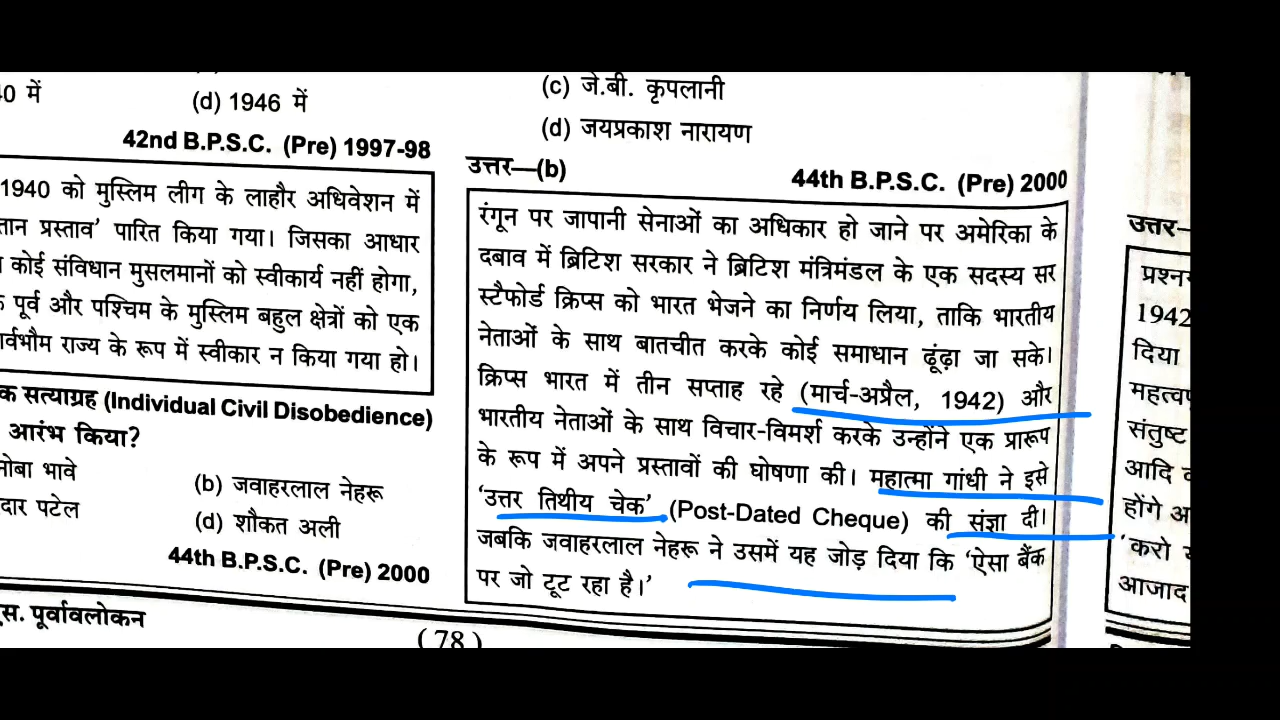 40 में
(d) 1946 में
42nd B.P.S.C. (Pre) 1997-98
1940 को मुस्लिम लीग के लाहौर अधिवेशन में
प्रस्ताव' पारित किया गया। जिसका आधार
कोई संविधान मुसलमानों को स्वीकार्य नहीं होगा,
पूर्व और पश्चिम के मुस्लिम बहुल क्षेत्रों को एक
राज्य के रूप में स्वीकार न किया गया हो।
सत्याग्रह (Individual Civil Disobedience)
आरंभ किया?
भावे
(b) जवाहरलाल नेहरू
पटेल
(d) शौकत अली
44th B.P.S.C. (Pre) 2000
पूर्वावलोकन
(78)
(c) जे.बी. कृपलानी
(d) जयप्रकाश नारायण
उत्तर—(b)
44th B.P.S.C. (Pre) 2000
रंगून पर जापानी सेनाओं का अधिकार हो जाने पर अमेरिका के
दबाव में ब्रिटिश सरकार ने ब्रिटिश मंत्रिमंडल के एक सदस्य सर
स्टैफोर्ड क्रिप्स को भारत भेजने का निर्णय लिया, ताकि भारतीय
नेताओं के साथ बातचीत करके कोई समाधान ढूंढ़ा जा सके।
क्रिप्स भारत में तीन सप्ताह रहे (मार्च-अप्रैल, 1942) और
भारतीय नेताओं के साथ विचार-विमर्श करके उन्होंने एक प्रारूप
के रूप में अपने प्रस्तावों की घोषणा की। महात्मा गांधी ने इसे
'उत्तर तिथीय चेक' (Post-Dated Cheque) की संज्ञा दी।
जबकि जवाहरलाल नेहरू ने उसमें यह जोड़ दिया कि 'ऐसा बैंक
पर जो टूट रहा है।'
उत्तर—
1942
दिया
संतुष्ट
आदि
होंगे
'करो
आजाद